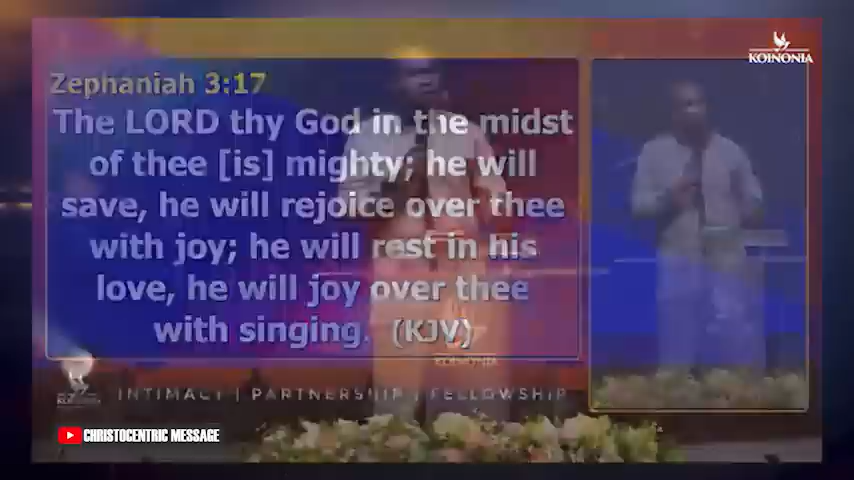 KOINONIA
Zephaniah 3:17
The LORD thy God in the midst
of thee [is] mighty; he will
save, he will rejoice over thee
with joy; he will rest in his
love, he will joy over thee
with singing. (KJV)
KOINONIA
INTIMACY | PARTNERSHIP | FELLOWSHIP
CHRISTOCENTRIC MESSAGE